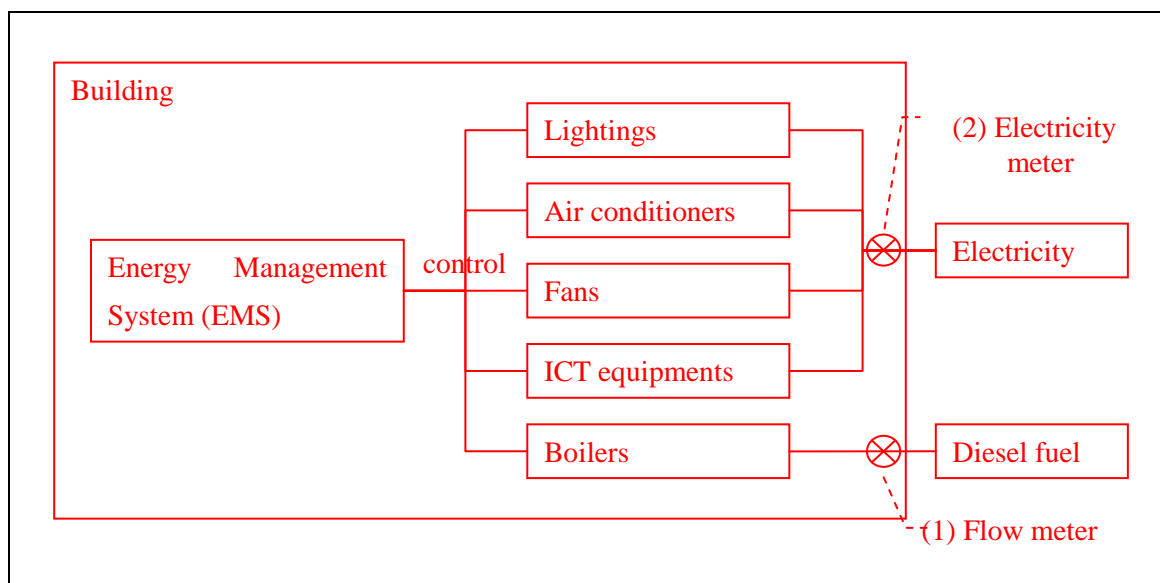 Building
Lightings
(2) Electricity
meter
Air conditioners
Energy Management
System (EMS)
control
Electricity
Fans
ICT equipments
Boilers
Diesel fuel
(1) Flow meter